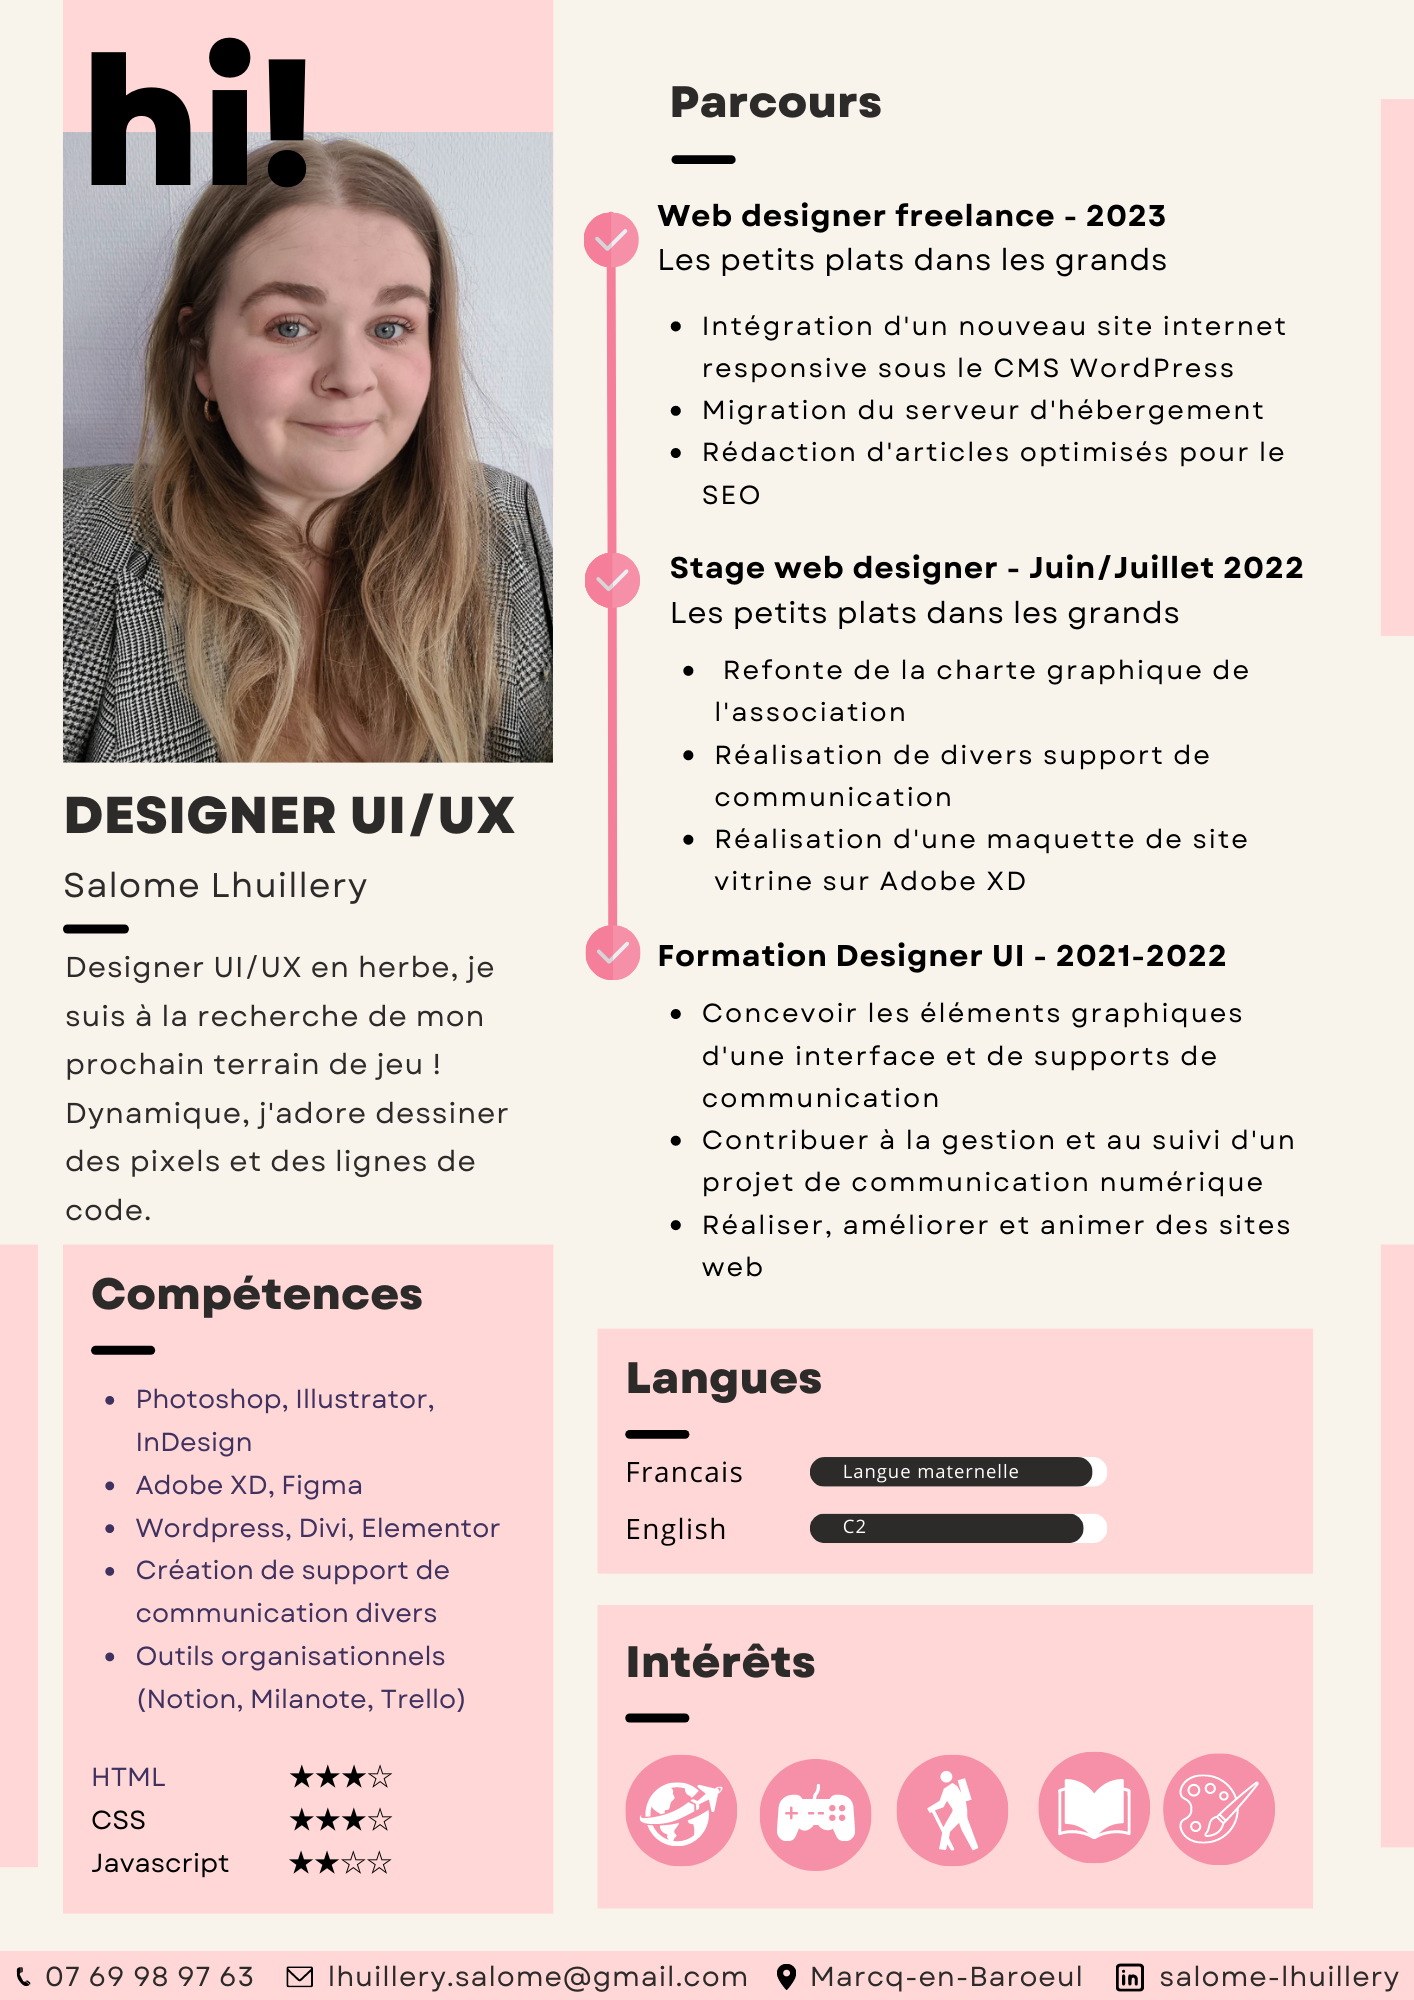 hi!
DESIGNER UI/UX
Salome Lhuillery
Designer UI/UX en herbe, je
suis à la recherche de mon
prochain terrain de jeu !
Dynamique, j'adore dessiner
des pixels et des lignes de
code.
Compétences
• Photoshop, Illustrator,
InDesign
• Adobe XD, Figma
• Wordpress, Divi, Elementor
• Création de support de
communication divers
• Outils organisationnels
(Notion, Milanote, Trello)
HTML ★★★☆
CSS ★★★☆
Javascript ★★☆☆
Parcours
Web designer freelance - 2023
Les petits plats dans les grands
• Intégration d'un nouveau site internet
responsive sous le CMS WordPress
• Migration du serveur d'hébergement
• Rédaction d'articles optimisés pour le
SEO
Stage web designer - Juin/Juillet 2022
Les petits plats dans les grands
• Refonte de la charte graphique de
l'association
• Réalisation de divers support de
communication
• Réalisation d'une maquette de site
vitrine sur Adobe XD
Formation Designer UI - 2021-2022
• Concevoir les éléments graphiques
d'une interface et de supports de
communication
• Contribuer à la gestion et au suivi d'un
projet de communication numérique
• Réaliser, améliorer et animer des sites
web
Langues
Francais Langue maternelle
English C2
Intérêts
07 69 98 97 63 lhuillery.salome@gmail.com Marcq-en-Baroeul in salome-lhuillery